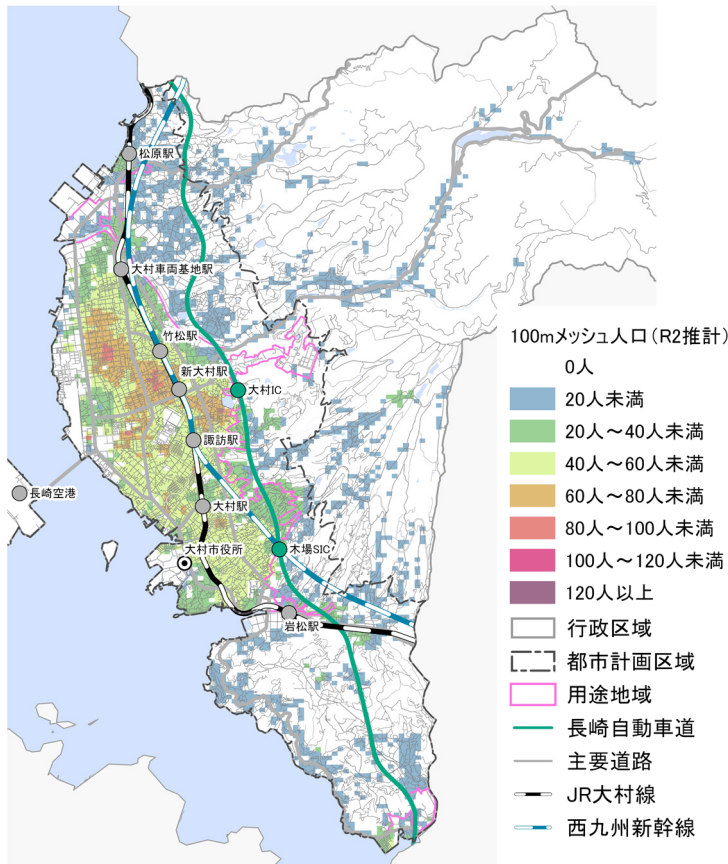 松原駅
大村車両基地駅
竹松駅
新大村駅
大村IC
諏訪駅
長崎空港
大村駅
大村市役所
木場SIC
岩松駅
100mメッシュ人口(R2推計)
0人
20人未満
20人~40人未満
40人~60人未満
60人~80人未満
80人~100人未満
100人~120人未満
120人以上
行政区域
都市計画区域
用途地域
長崎自動車道
主要道路
JR大村線
西九州新幹線